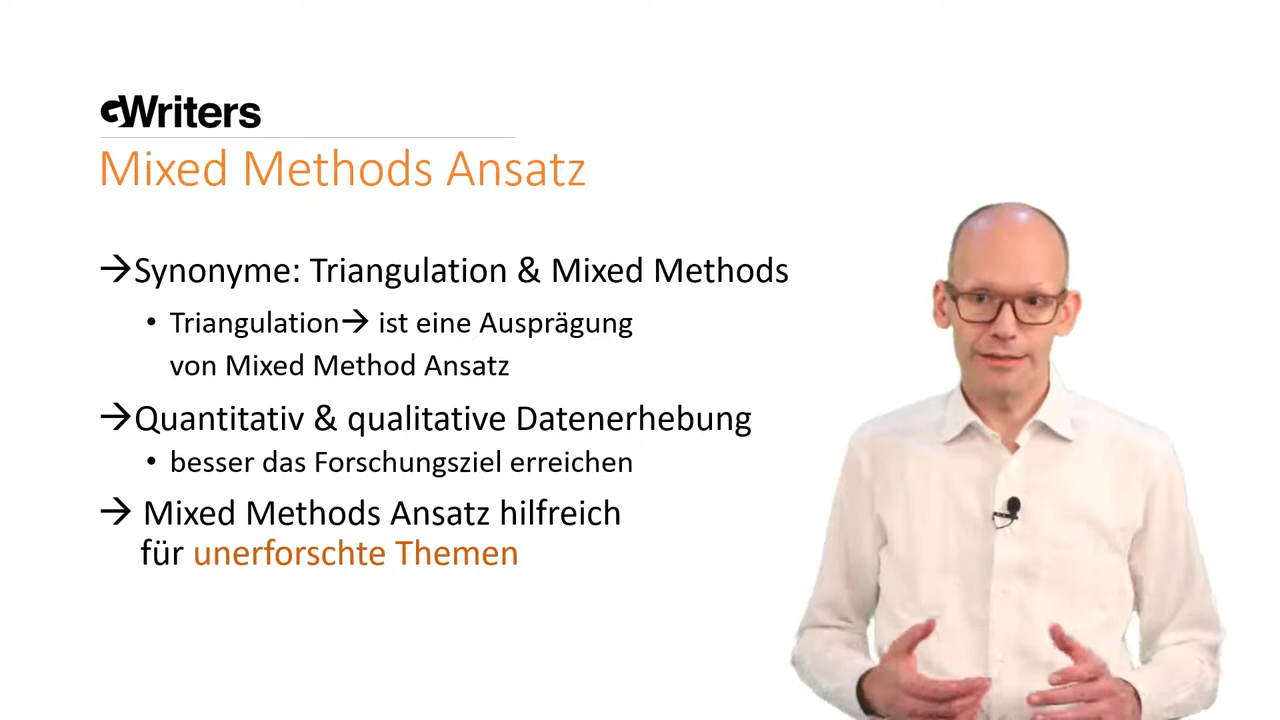 GWriters
Mixed Methods Ansatz
→Synonyme: Triangulation & Mixed Methods
• Triangulation→ ist eine Ausprägung
von Mixed Method Ansatz
→Quantitativ & qualitative Datenerhebung
• besser das Forschungsziel erreichen
→ Mixed Methods Ansatz hilfreich
für unerforschte Themen